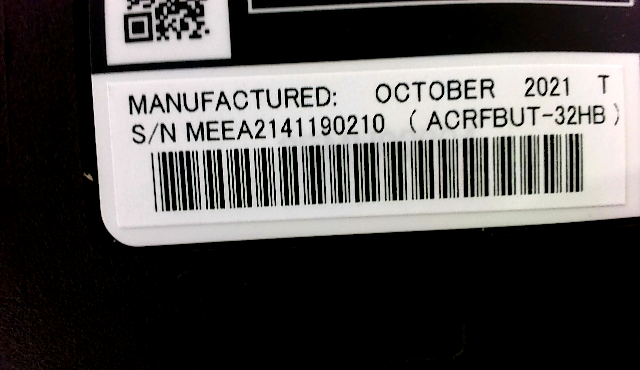 MANUFACTURED: OCTOBER 2021 T
S/N MEEA2141190210 ( ACRFBUT-32HB )